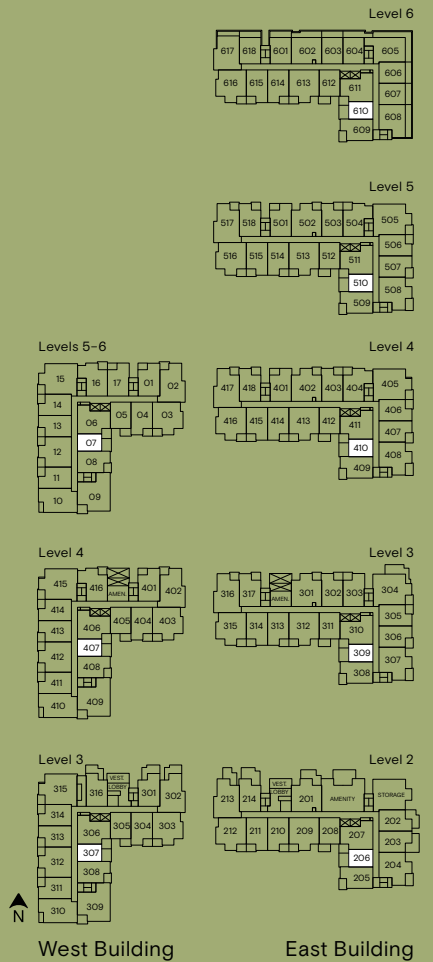 Level 6
617 618 601 602 603 604 605
616 615 614 613 612 611 606
607
610 608
609
Level 5
517 518 501 502 503 504 505
516 515 514 513 512 511 506
507
510 508
509
Levels 5-6
15 16 17 01 02
14 06 05 04 03
13
07
12 08
11
10 09
Level 4
417 418 401 402 403 404 405
416 415 414 413 412 411 406
407
410 408
409
Level 4
415 416 AMEN. 401 402
414 406 405 404 403
413
407
412 408
411
410 409
Level 3
316 317 AMEN. 301 302 303 304
315 314 313 312 311 310 305
306
309 307
308
Level 3
315 316 VEST. LOBBY 301 302
314 306 305 304 303
313
307
312 308
311
310 309
Level 2
213 214 VEST. LOBBY 201 AMENITY STORAGE
212 211 210 209 208 207 202
203
206 204
205
N
West Building
East Building